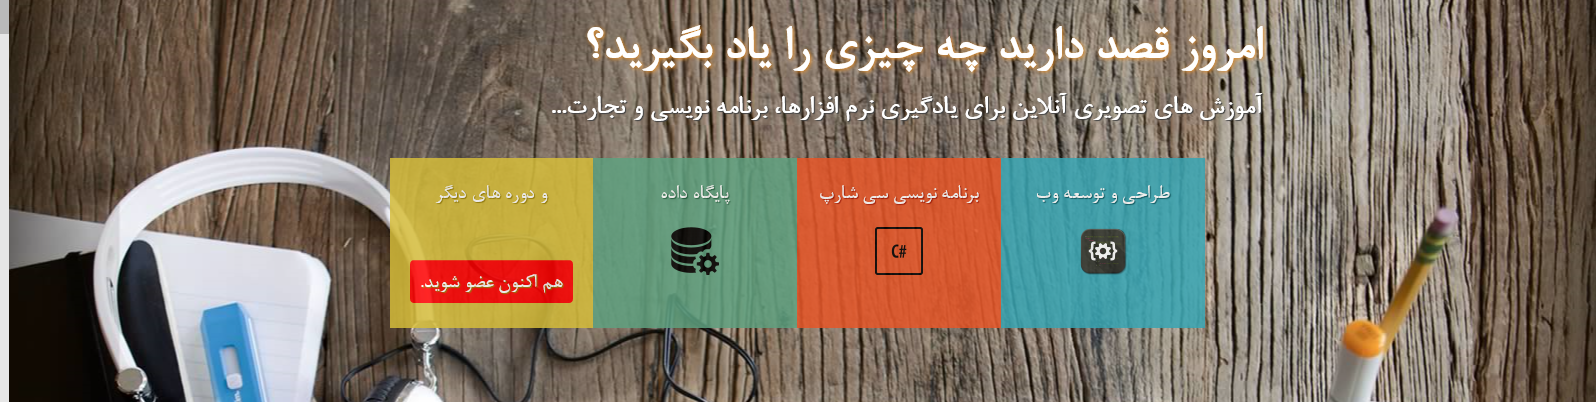 امروز قصد دارید چه چیزی را یاد بگیرید؟
آموزش های تصویری آنلاین برای یادگیری نرم افزارها، برنامه نویسی و تجارت...
طراحی و توسعه وب
برنامه نویسی سی شارپ
C#
پایگاه داده
و دوره های دیگر
هم اکنون عضو شوید.